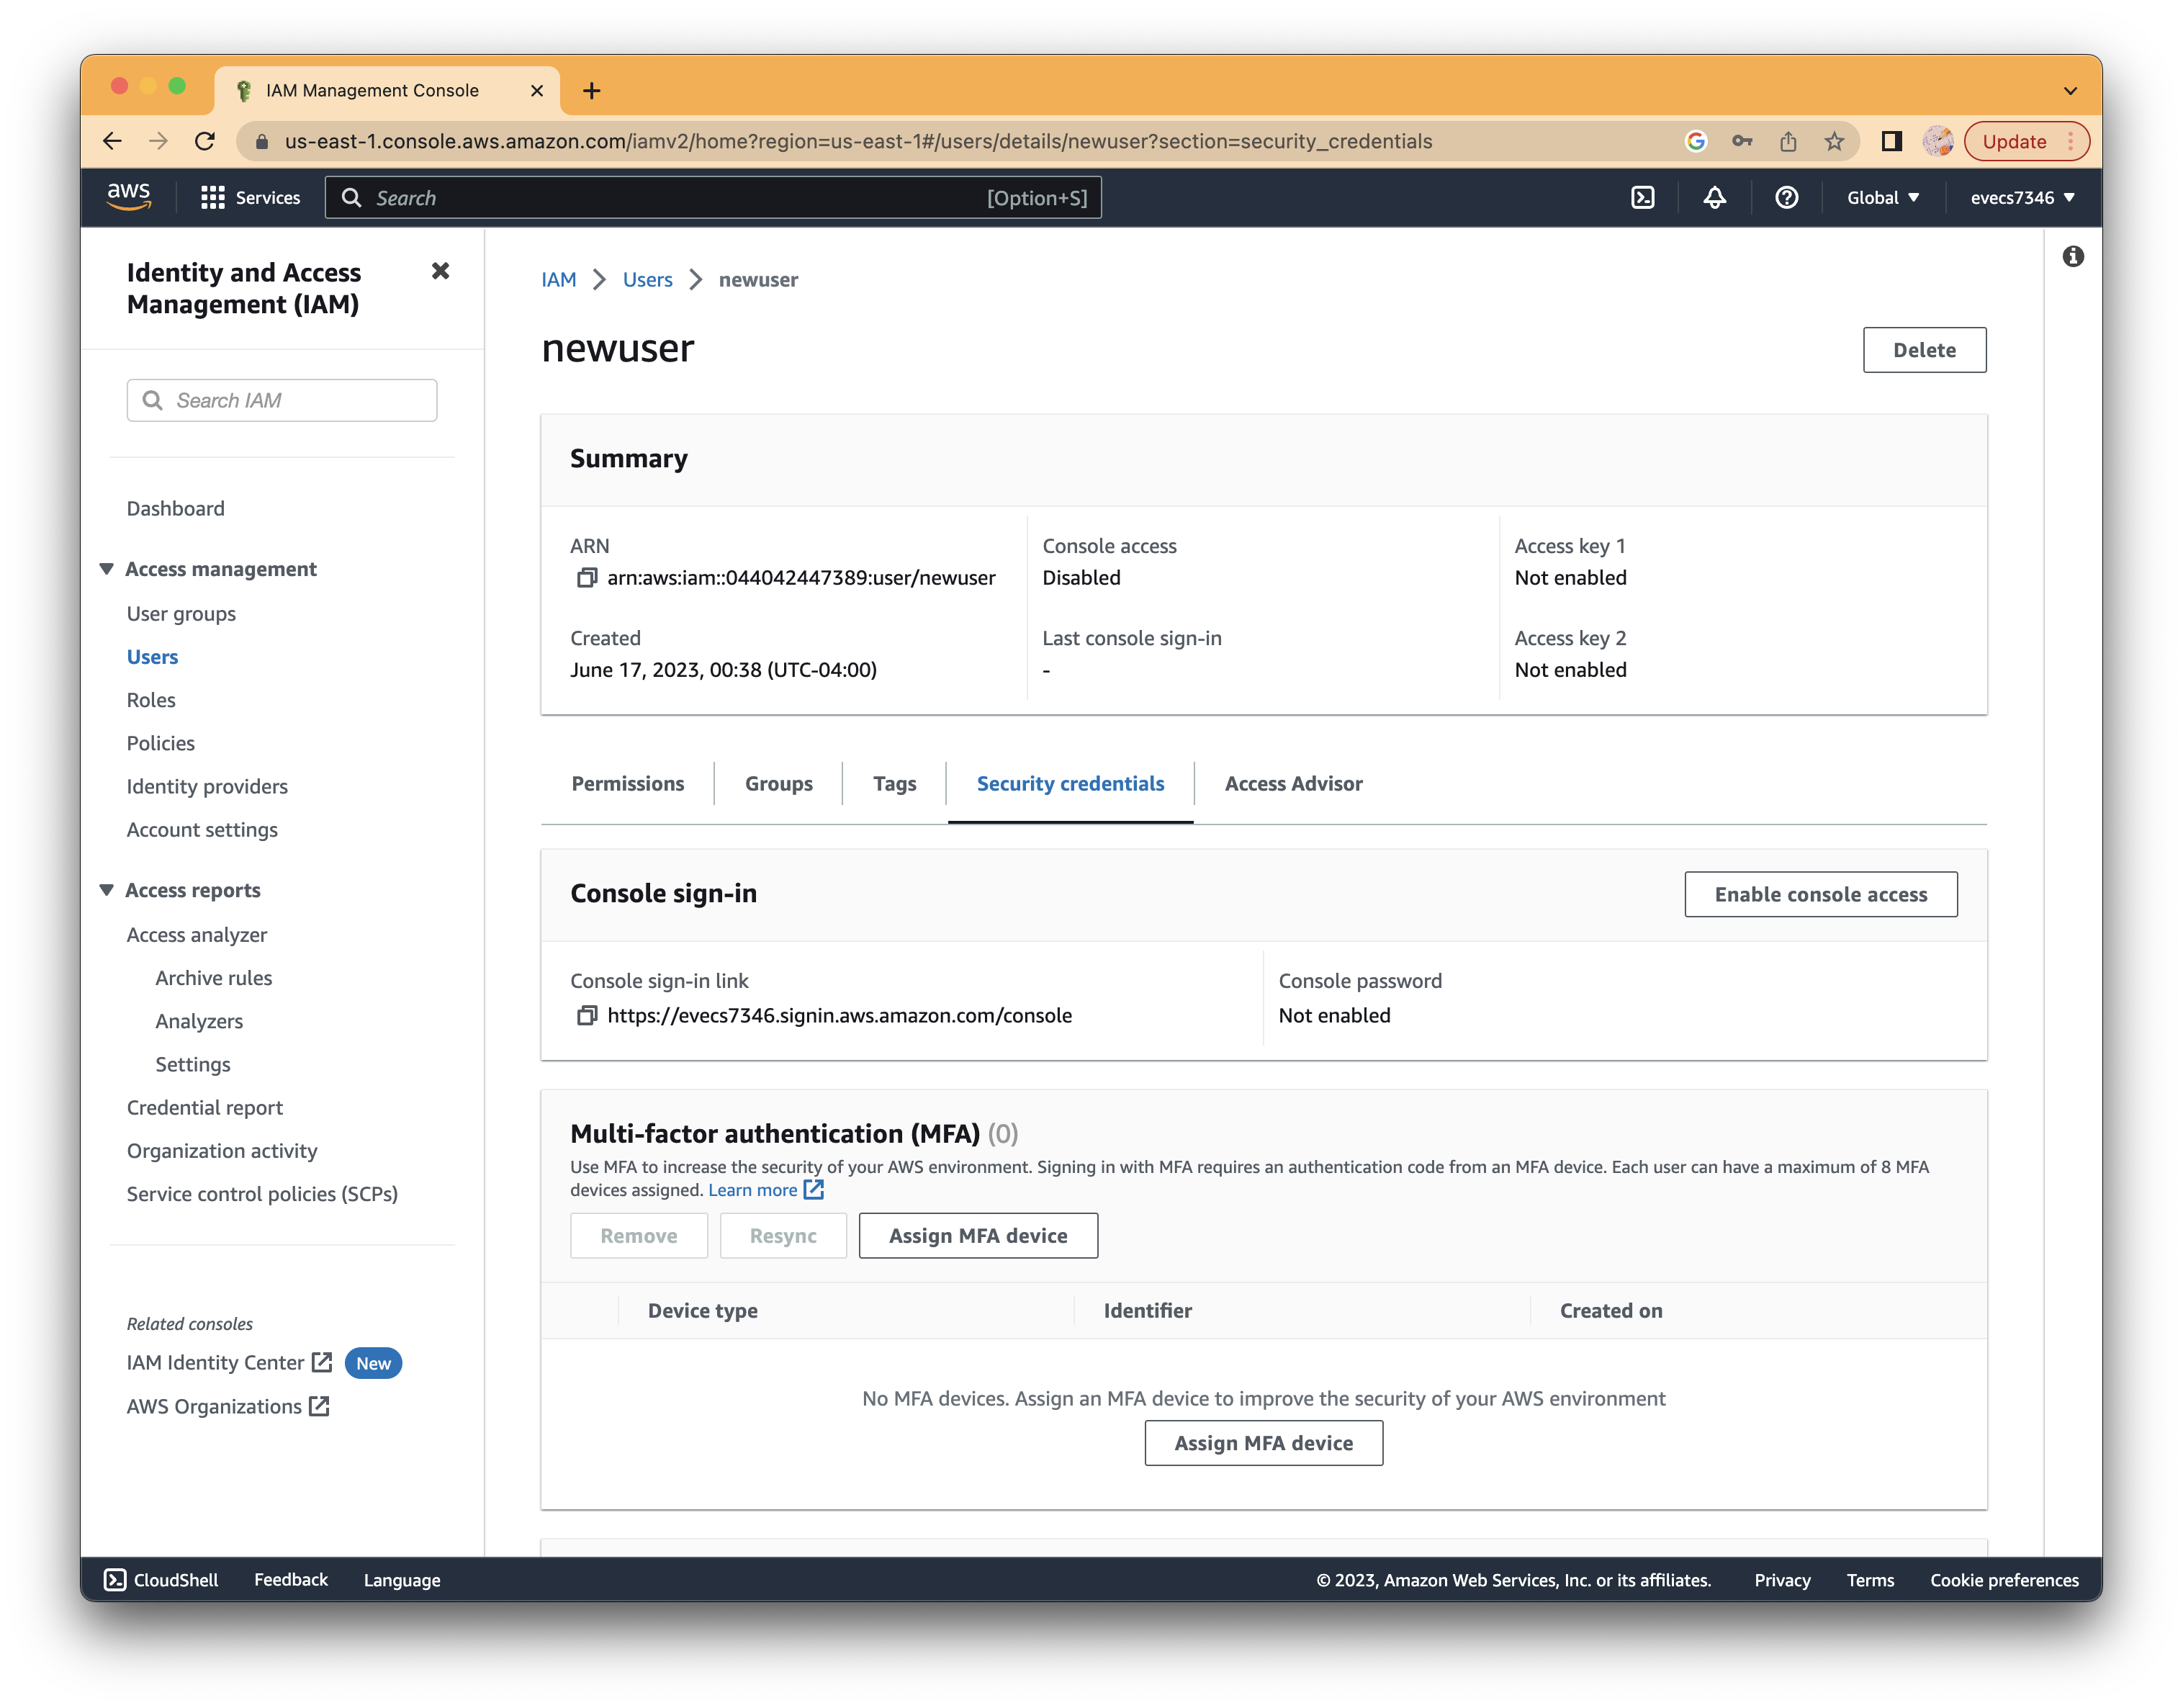 IAM Management Console
us-east-1.console.aws.amazon.com/iamv2/home?region=us-east-1#/users/details/newuser?section=security_credentials
Update
aws
Services
Search
[Option+S]
Global
evecs7346
Identity and Access
Management (IAM)
Search IAM
Dashboard
Access management
User groups
Users
Roles
Policies
Identity providers
Account settings
Access reports
Access analyzer
Archive rules
Analyzers
Settings
Credential report
Organization activity
Service control policies (SCPs)
Related consoles
IAM Identity Center New
AWS Organizations
IAM > Users > newuser
newuser
Delete
Summary
ARN
arn:aws:iam::044042447389:user/newuser
Console access
Disabled
Access key 1
Not enabled
Created
June 17, 2023, 00:38 (UTC-04:00)
Last console sign-in
-
Access key 2
Not enabled
Permissions
Groups
Tags
Security credentials
Access Advisor
Console sign-in
Enable console access
Console sign-in link
https://evecs7346.signin.aws.amazon.com/console
Console password
Not enabled
Multi-factor authentication (MFA) (0)
Use MFA to increase the security of your AWS environment. Signing in with MFA requires an authentication code from an MFA device. Each user can have a maximum of 8 MFA
devices assigned. Learn more
Remove
Resync
Assign MFA device
Device type
Identifier
Created on
No MFA devices. Assign an MFA device to improve the security of your AWS environment
Assign MFA device
CloudShell
Feedback
Language
© 2023, Amazon Web Services, Inc. or its affiliates.
Privacy
Terms
Cookie preferences